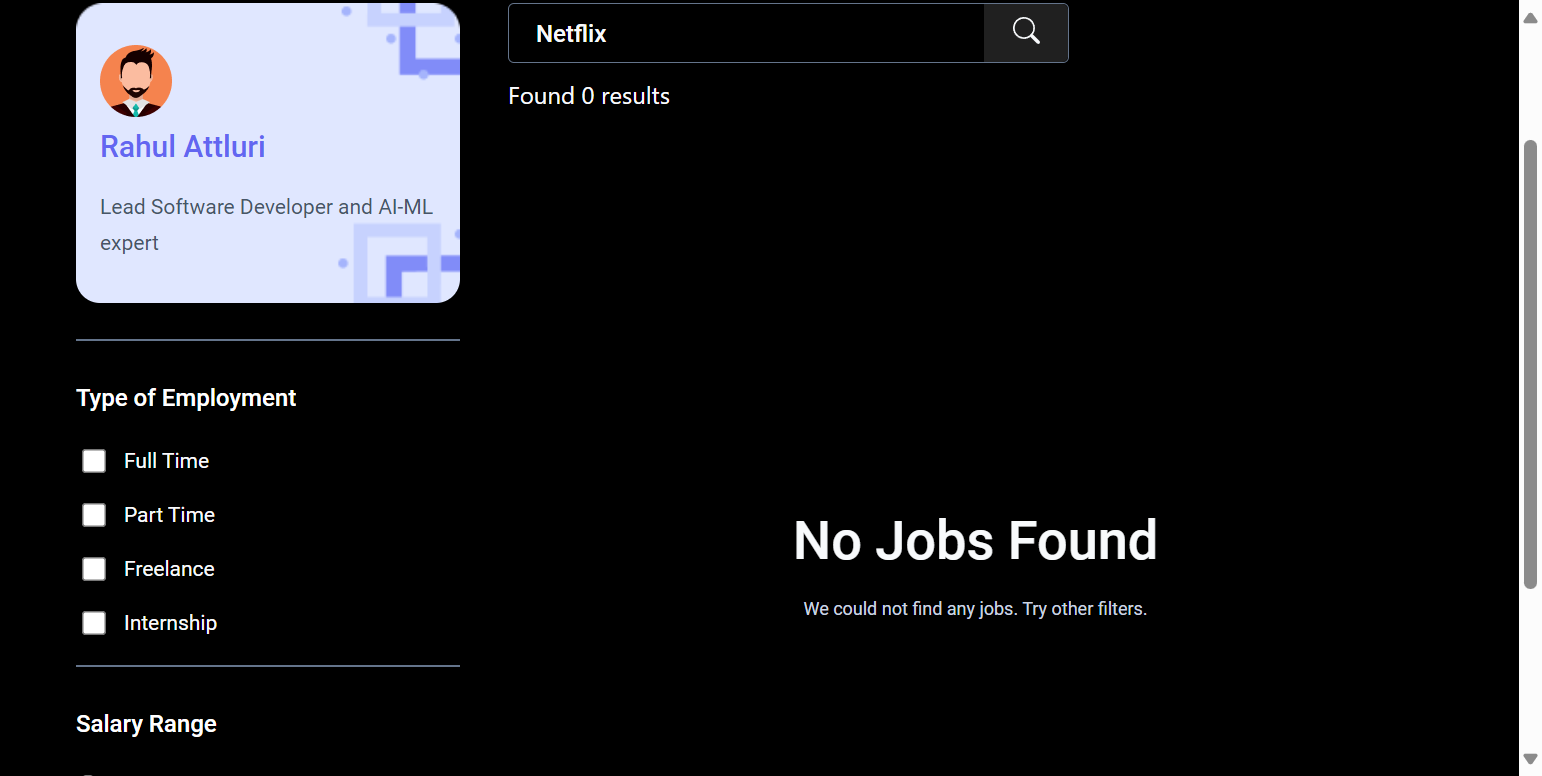 Rahul Attluri
Lead Software Developer and AI-ML
expert
Type of Employment
Full Time
Part Time
Freelance
Internship
Salary Range
Netflix
Found 0 results
No Jobs Found
We could not find any jobs. Try other filters.